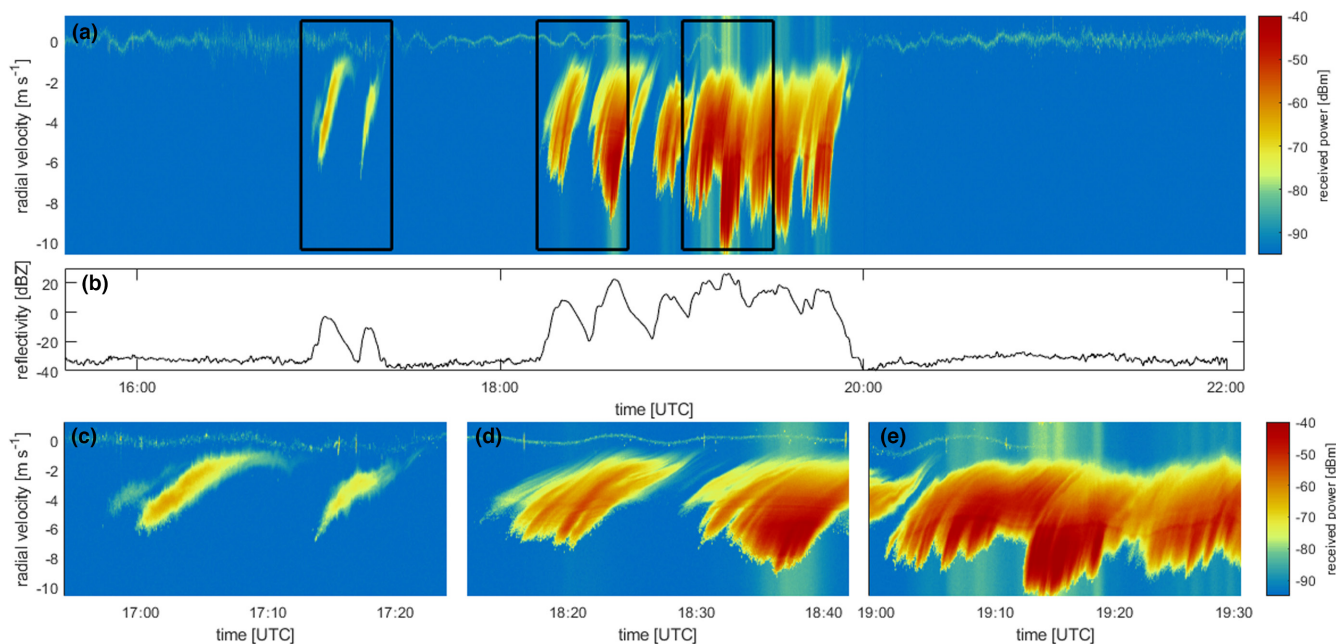 (a)
radial velocity [m s⁻¹]
0
-2
-4
-6
-8
-10
-40
-50
-60
-70
-80
-90
received power [dBm]
(b)
reflectivity [dBZ]
20
0
-20
-40
16:00 18:00 20:00 22:00
time [UTC]
(c) (d) (e)
radial velocity [m s⁻¹]
0
-2
-4
-6
-8
-10
-40
-50
-60
-70
-80
-90
received power [dBm]
17:00 17:10 17:20 18:20 18:30 18:40 19:00 19:10 19:20 19:30
time [UTC] time [UTC] time [UTC]